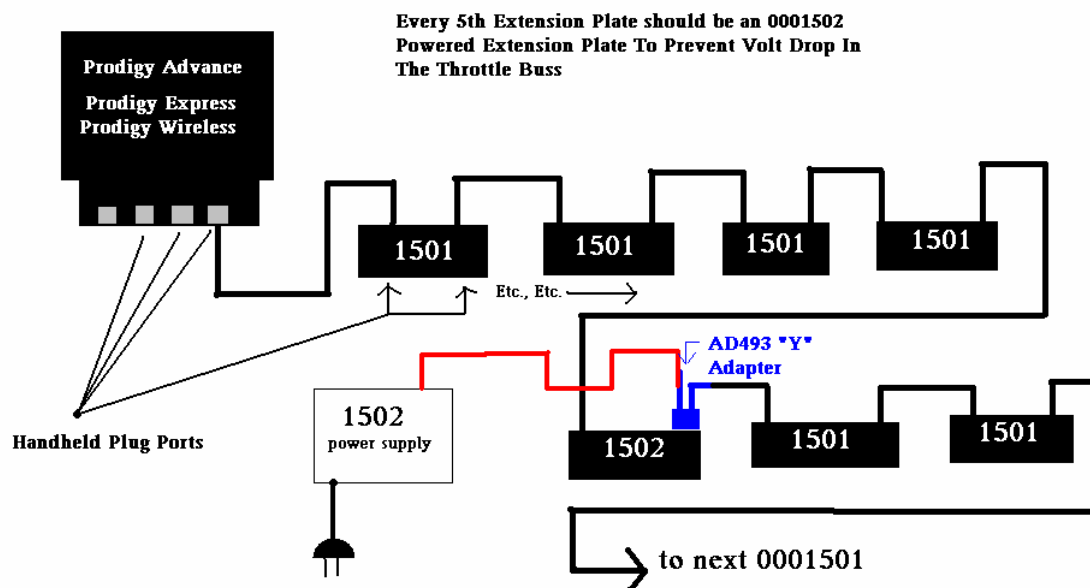 Every 5th Extension Plate should be an 0001502
Powered Extension Plate To Prevent Volt Drop In
The Throttle Buss
Prodigy Advance
Prodigy Express
Prodigy Wireless
1501
1501
1501
1501
Etc., Etc.
AD493 "Y"
Adapter
1502
power supply
Handheld Plug Ports
1502
1501
1501
to next 0001501